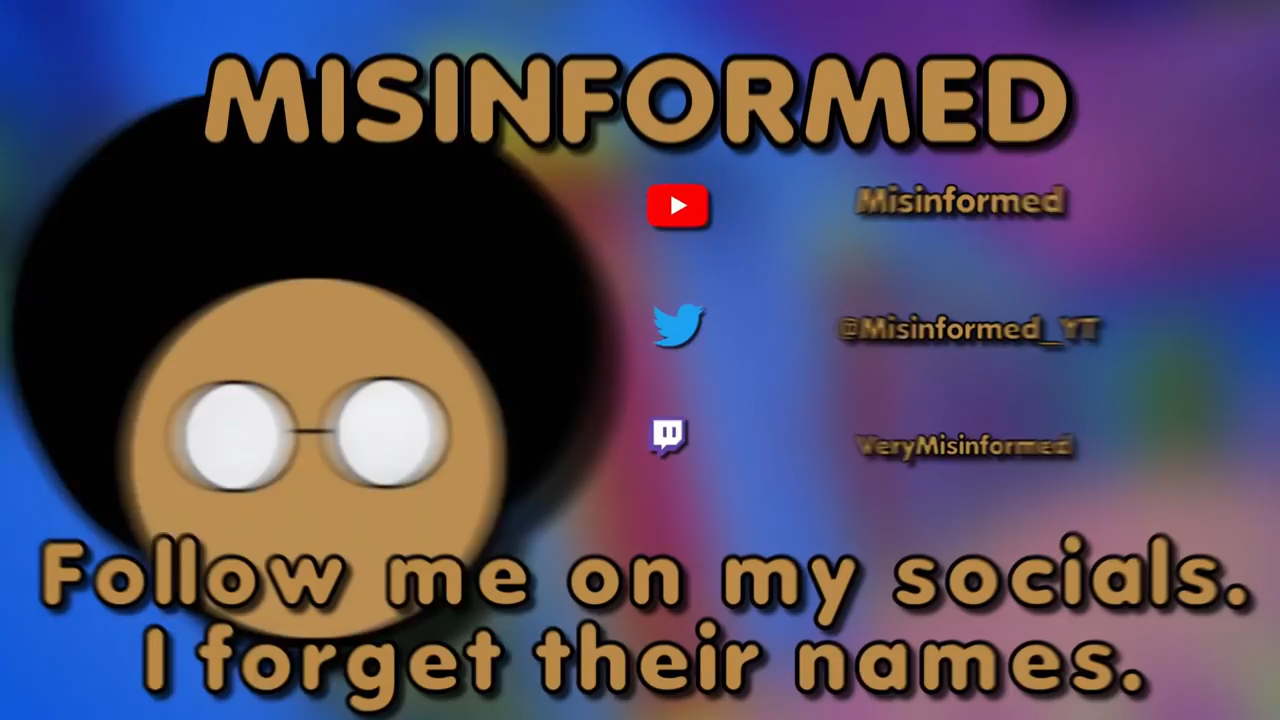 MISINFORMED
Misinformed
@Misinformed_YT
VeryMisinformed
Follow me on my socials.
I forget their names.